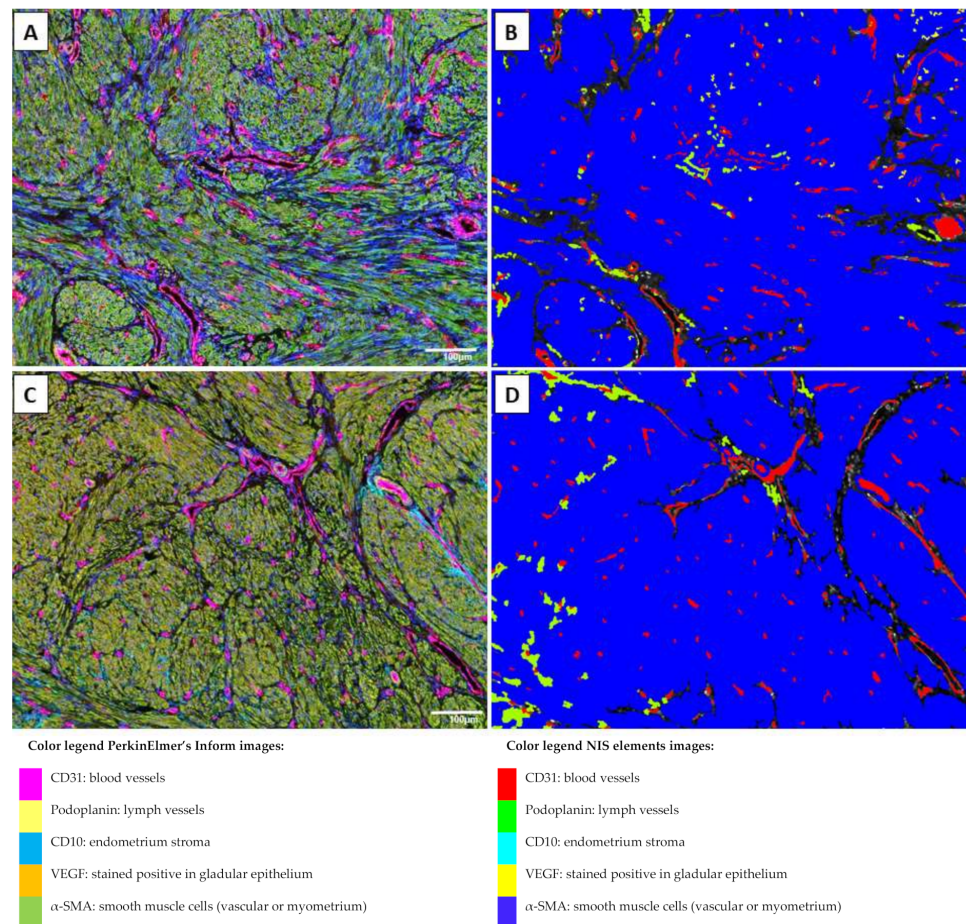 A
B
100μm
C
D
100μm
Color legend PerkinElmer’s Inform images:
CD31: blood vessels
Podoplanin: lymph vessels
CD10: endometrium stroma
VEGF: stained positive in gladular epithelium
α-SMA: smooth muscle cells (vascular or myometrium)
Color legend NIS elements images:
CD31: blood vessels
Podoplanin: lymph vessels
CD10: endometrium stroma
VEGF: stained positive in gladular epithelium
α-SMA: smooth muscle cells (vascular or myometrium)